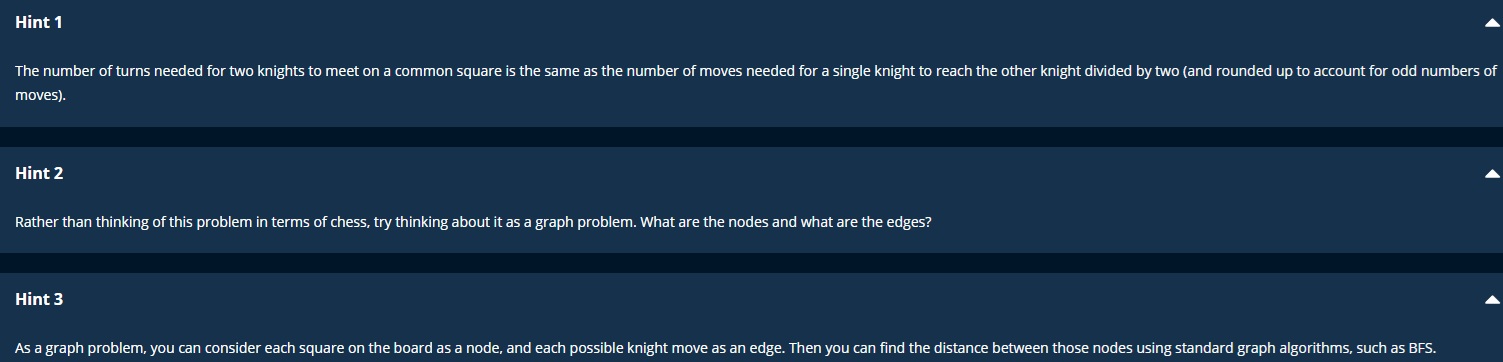 Hint 1
The number of turns needed for two knights to meet on a common square is the same as the number of moves needed for a single knight to reach the other knight divided by two (and rounded up to account for odd numbers of
moves).
Hint 2
Rather than thinking of this problem in terms of chess, try thinking about it as a graph problem. What are the nodes and what are the edges?
Hint 3
As a graph problem, you can consider each square on the board as a node, and each possible knight move as an edge. Then you can find the distance between those nodes using standard graph algorithms, such as BFS.